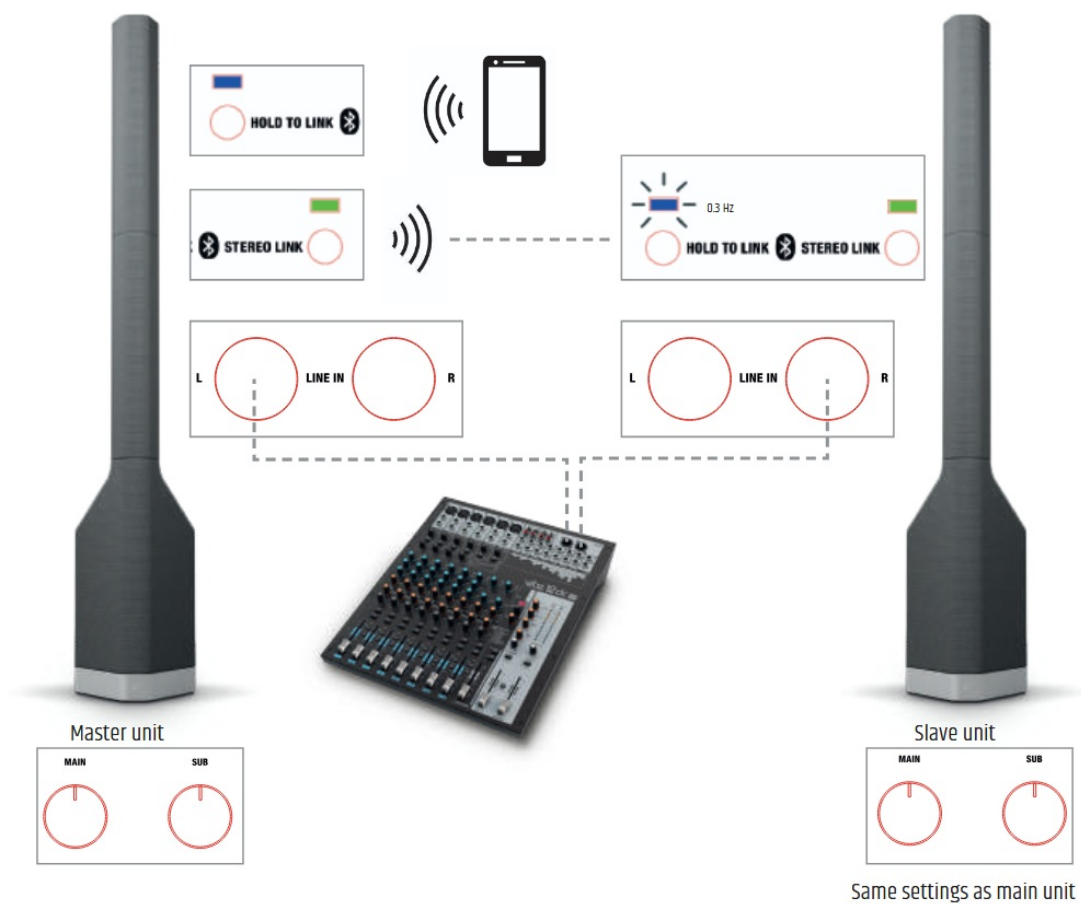 HOLD TO LINK
STEREO LINK
0.3 Hz
HOLD TO LINK STEREO LINK
L LINE IN R
L LINE IN R
Master unit
MAIN SUB
Slave unit
MAIN SUB
Same settings as main unit